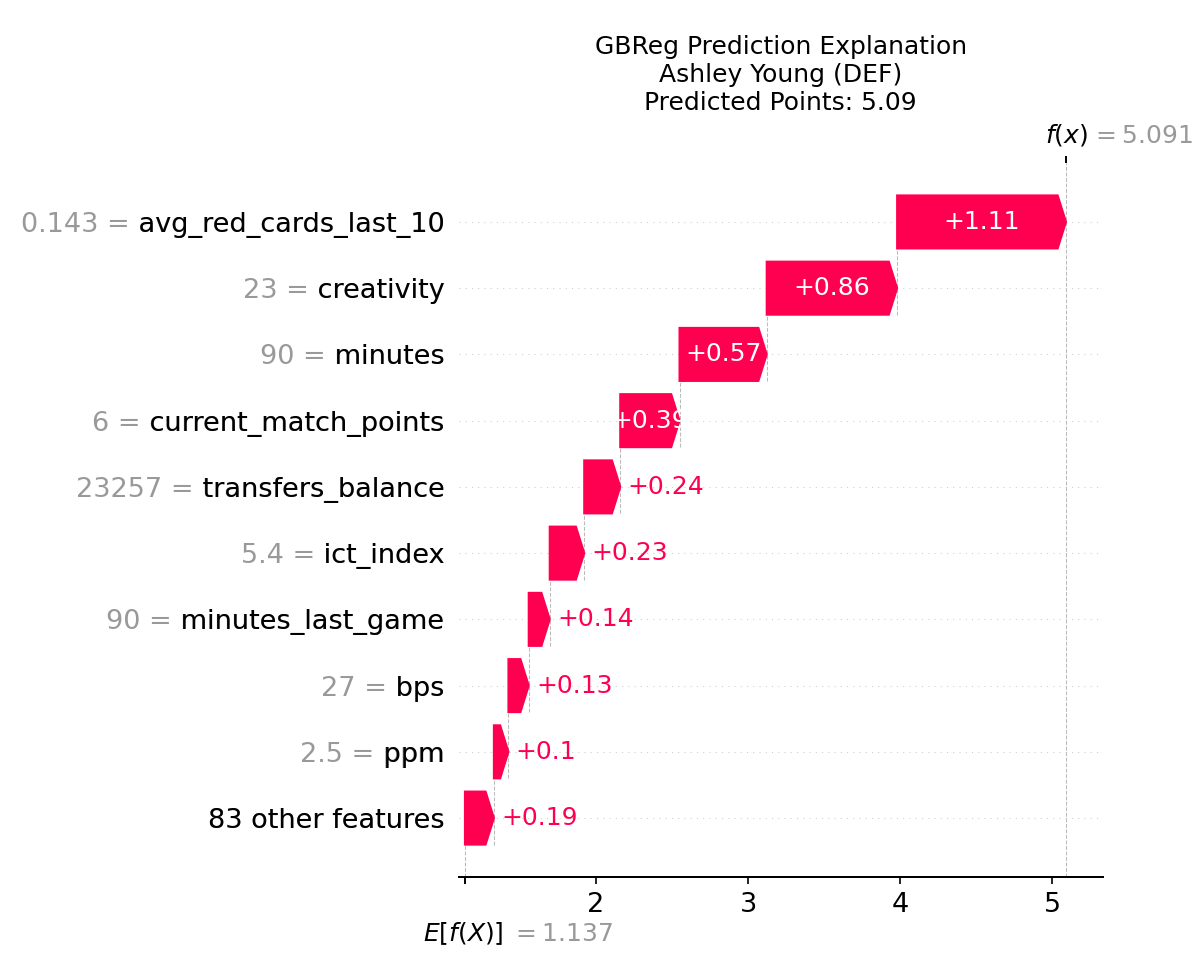 GBReg Prediction Explanation
Ashley Young (DEF)
Predicted Points: 5.09
f(x) = 5.091
0.143 = avg_red_cards_last_10 +1.11
23 = creativity +0.86
90 = minutes +0.57
6 = current_match_points +0.39
23257 = transfers_balance +0.24
5.4 = ict_index +0.23
90 = minutes_last_game +0.14
27 = bps +0.13
2.5 = ppm +0.1
83 other features +0.19
2 3 4 5
E[f(X)] = 1.137